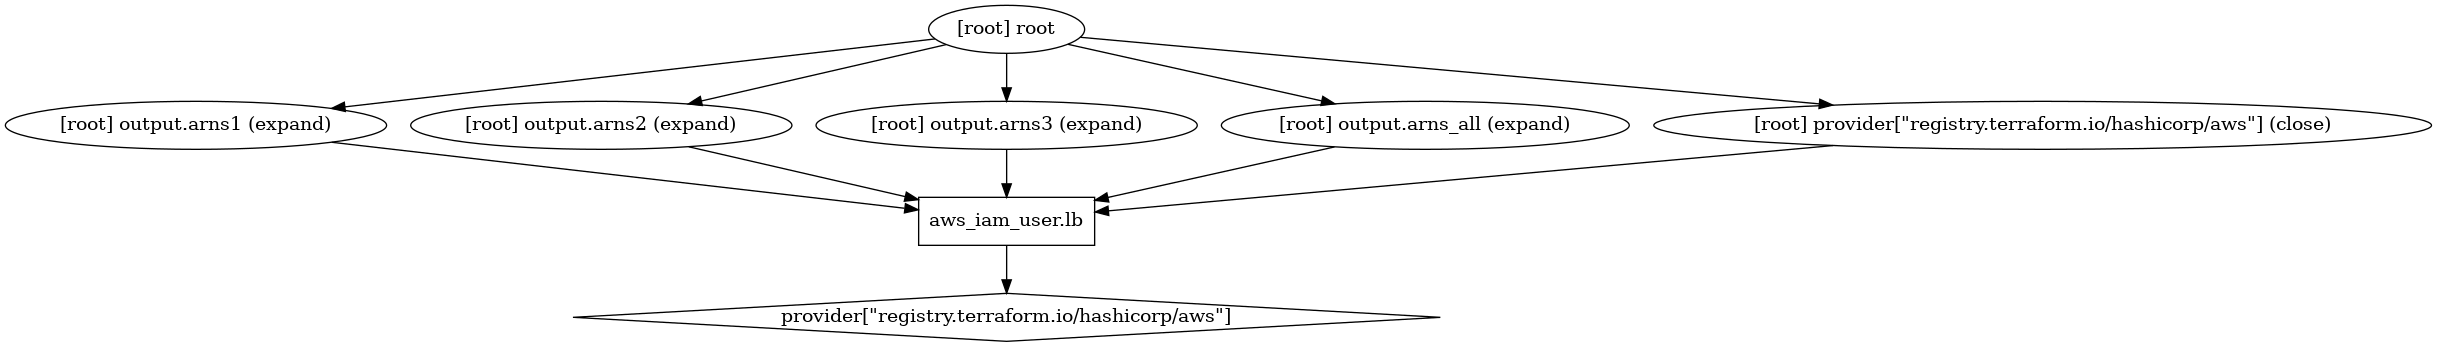 [root] root
[root] output.arns1 (expand)
[root] output.arns2 (expand)
[root] output.arns3 (expand)
[root] output.arns_all (expand)
[root] provider[\"registry.terraform.io/hashicorp/aws\"] (close)
aws_iam_user.lb
provider[\"registry.terraform.io/hashicorp/aws\"]